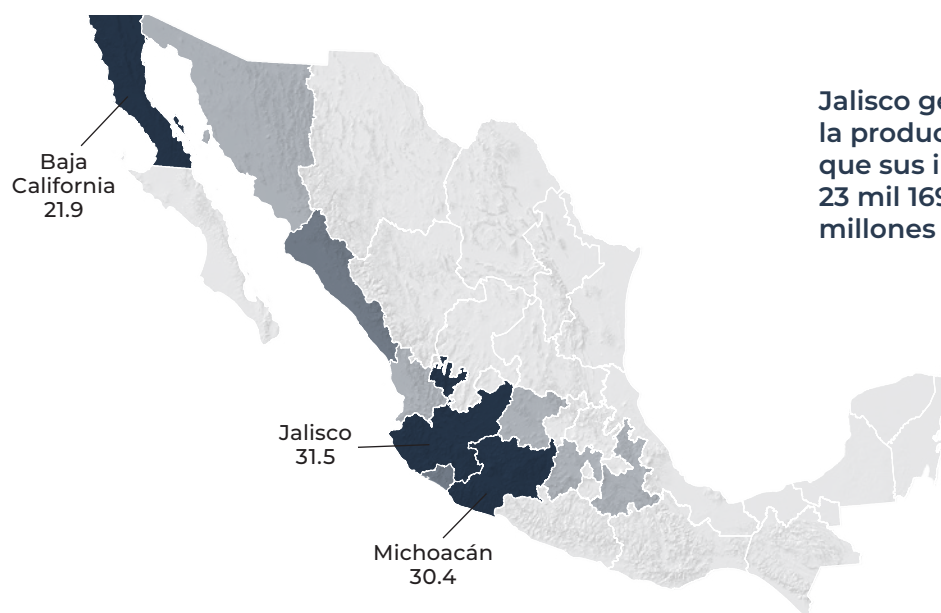 Jalisco
la produc
que sus i
23 mil 169
millones
Baja
California
21.9
Jalisco
31.5
Michoacán
30.4